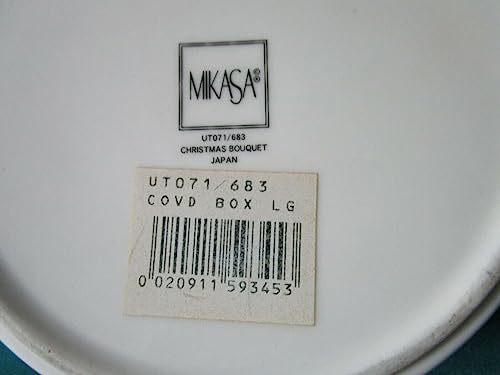 MIKASA®©
UT071/683
CHRISTMAS BOUQUET
JAPAN
UT071/683
COVD BOX LG
0 020911 593453